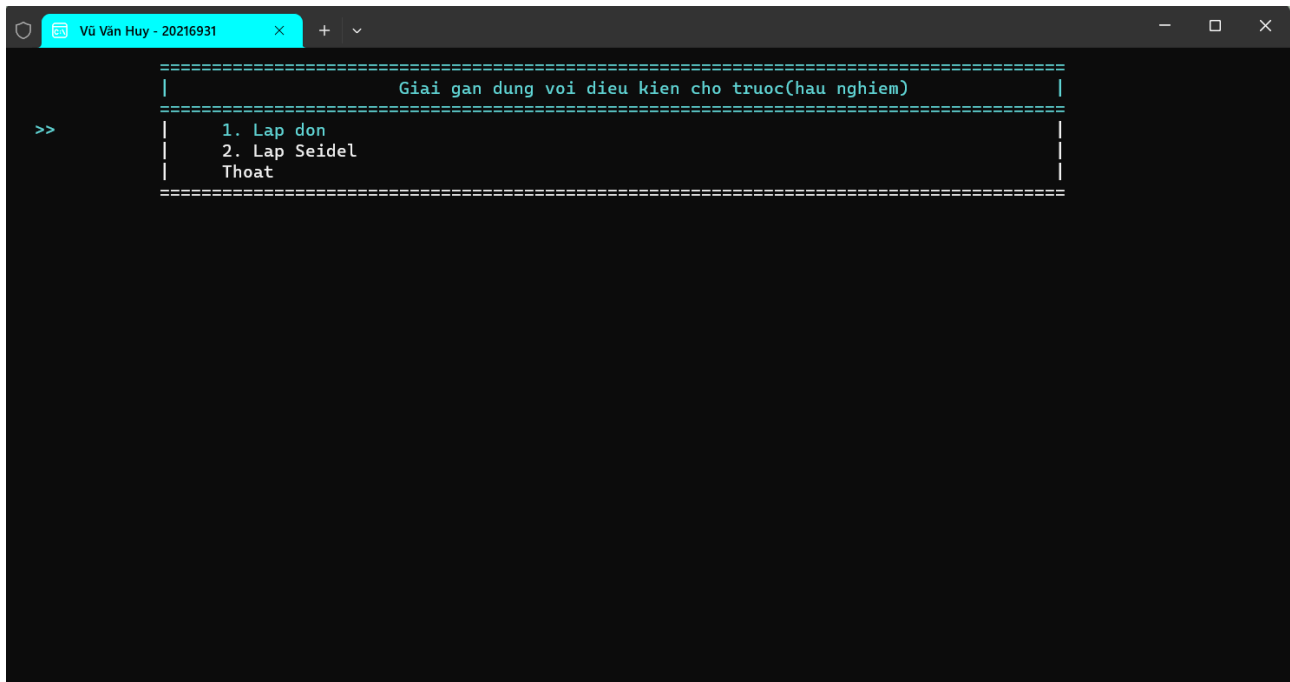 Vũ Văn Huy - 20216931
=======================================================================================
| Giai gan dung voi dieu kien cho truoc(hau nghiem) |
=======================================================================================
>> | 1. Lap don |
| 2. Lap Seidel |
| Thoat |
=======================================================================================